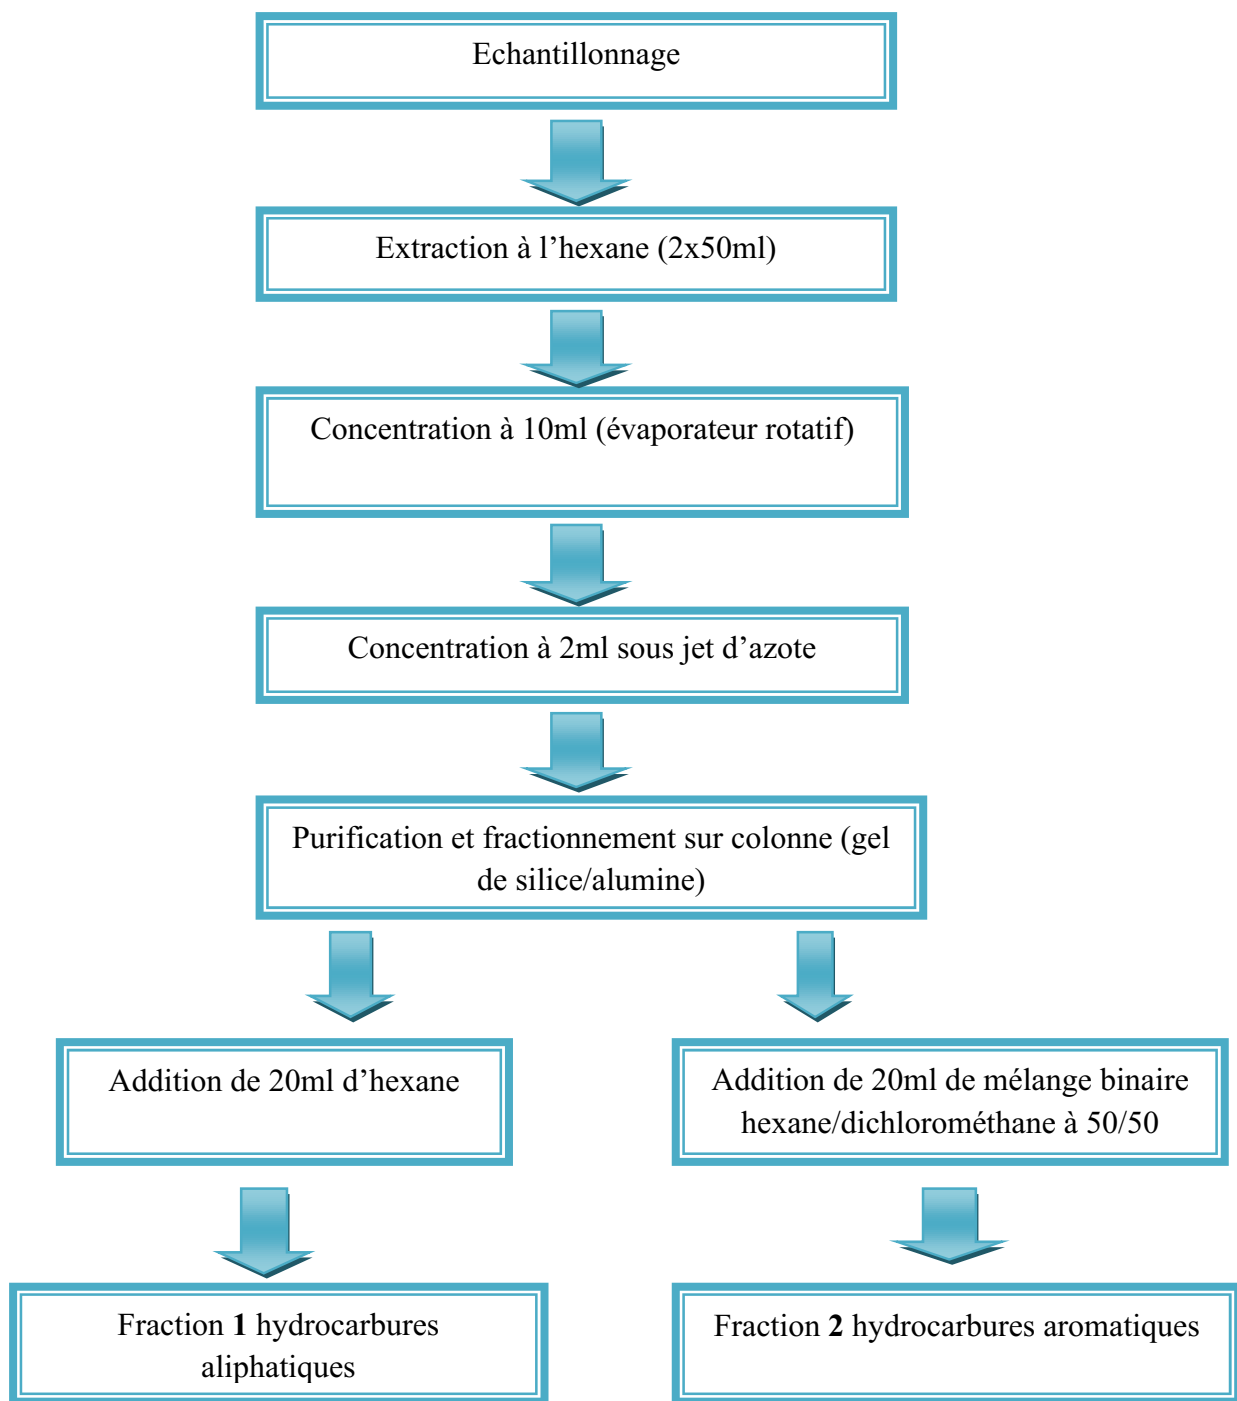 Echantillonnage
Extraction à l’hexane (2x50ml)
Concentration à 10ml (évaporateur rotatif)
Concentration à 2ml sous jet d’azote
Purification et fractionnement sur colonne (gel
de silice/alumine)
Addition de 20ml d’hexane
Addition de 20ml de mélange binaire
hexane/dichlorométhane à 50/50
Fraction 1 hydrocarbures
aliphatiques
Fraction 2 hydrocarbures aromatiques